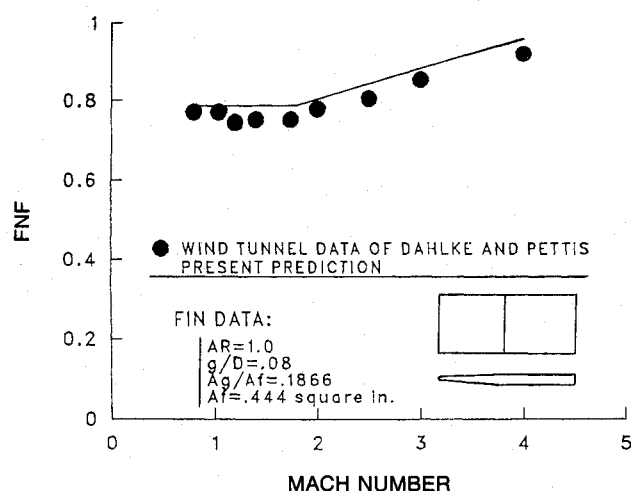 1
0.8
0.6
0.4
0.2
0
FNF
● WIND TUNNEL DATA OF DAHLKE AND PETTIS
PRESENT PREDICTION
FIN DATA:
AR=1.0
g/D=.08
Ag/Af=.1866
Af=.444 square in.
0 1 2 3 4 5
MACH NUMBER